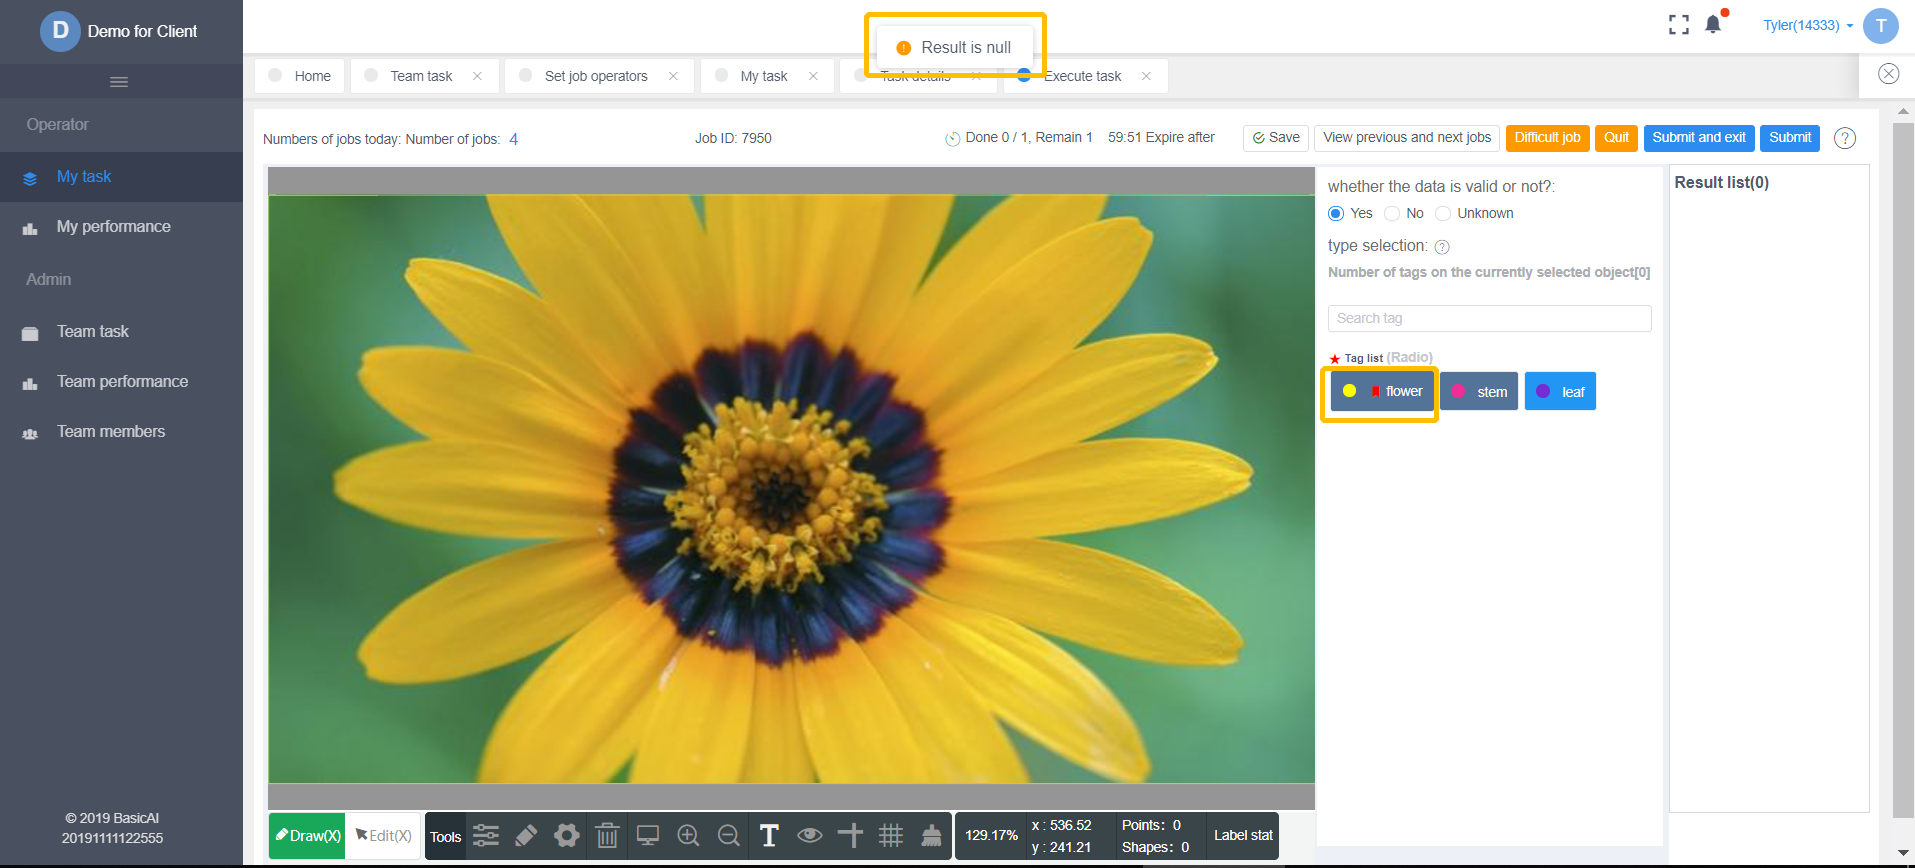 D Demo for Client
Result is null
Tyler(14333)
T
Home
Team task
Set job operators
My task
Task details
Execute task
Operator
My task
My performance
Admin
Team task
Team performance
Team members
© 2019 BasicAI
20191111122555
Numbers of jobs today: Number of jobs: 4
Job ID: 7950
Done 0 / 1, Remain 1
59:51 Expire after
Save
View previous and next jobs
Difficult job
Quit
Submit and exit
Submit
?
whether the data is valid or not?:
Yes No Unknown
type selection: ?
Number of tags on the currently selected object[0]
Search tag
★ Tag list (Radio)
flower
stem
leaf
Result list(0)
Draw(X)
Edit(X)
Tools
T
129.17%
x : 536.52
y : 241.21
Points: 0
Shapes: 0
Label stat